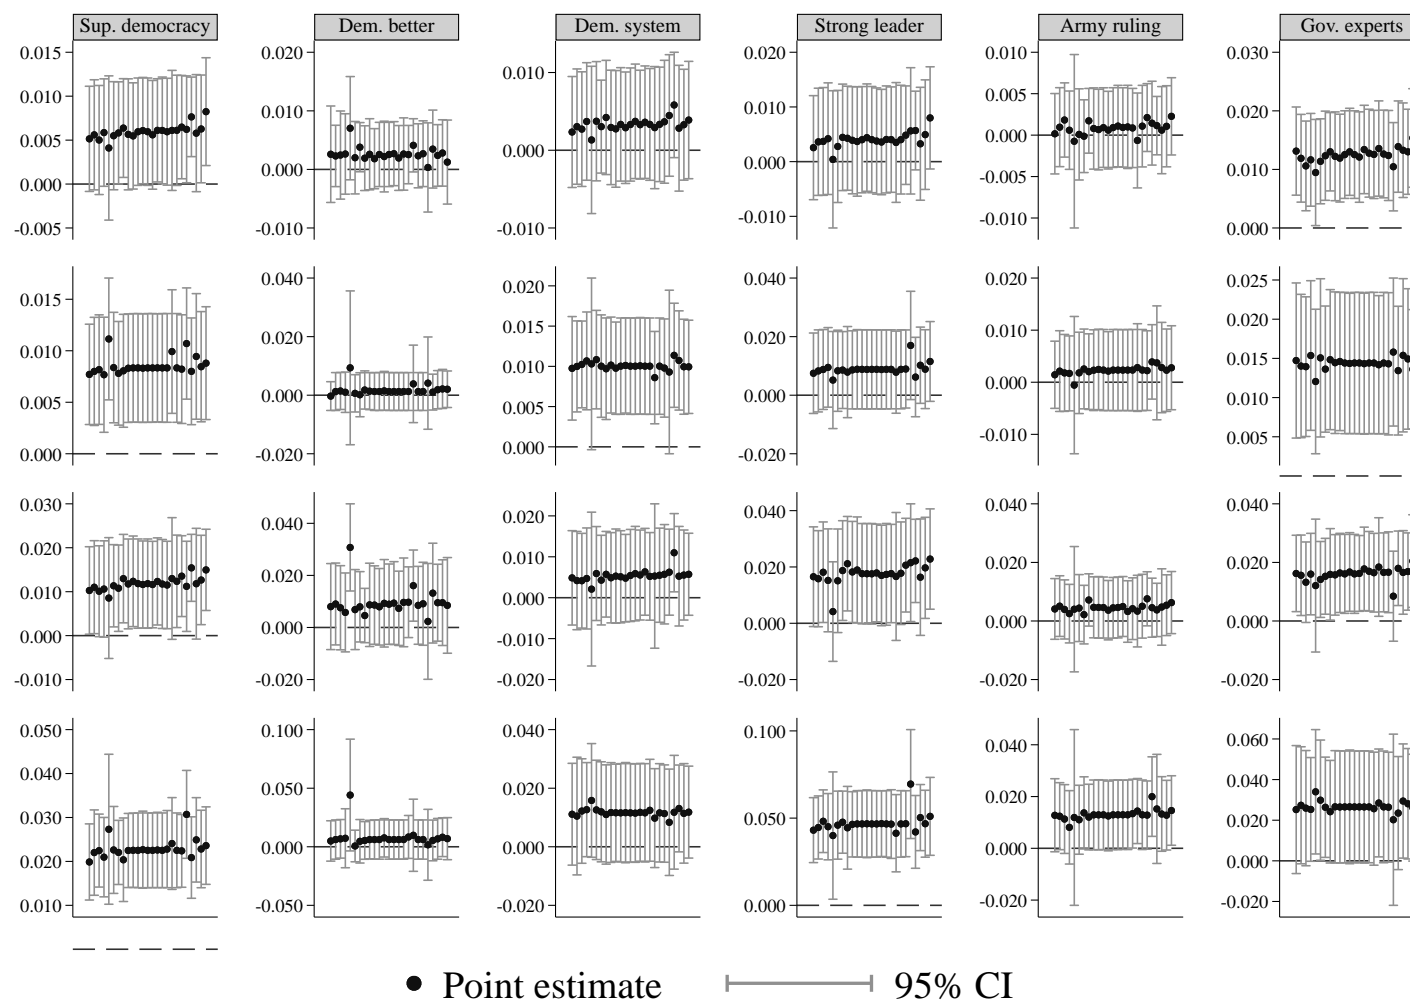 Sup. democracy Dem. better Dem. system Strong leader Army ruling Gov. experts
0.015 0.020 0.010 0.020 0.010 0.030
0.010 0.010 0.000 0.010 0.005 0.020
0.005 0.000 -0.010 0.000 0.000 0.010
0.000 -0.010 -0.010 -0.005 0.000
-0.005 -0.010
0.015 0.040 0.020 0.040 0.020 0.025
0.010 0.020 0.015 0.020 0.010 0.020
0.005 0.000 0.010 0.000 0.000 0.015
0.000 -0.020 0.005 -0.020 -0.010 0.010
0.000 0.005
0.030 0.040 0.020 0.040 0.040 0.040
0.020 0.020 0.010 0.020 0.020 0.020
0.010 0.000 0.000 0.000 0.000 0.000
0.000 -0.020 -0.010 -0.020 -0.020 -0.020
-0.010 -0.020
0.050 0.100 0.040 0.100 0.040 0.060
0.040 0.050 0.020 0.050 0.020 0.040
0.030 0.000 0.000 0.000 0.000 0.020
0.020 -0.050 -0.020 -0.020 0.000
0.010 -0.020
Point estimate 95% CI